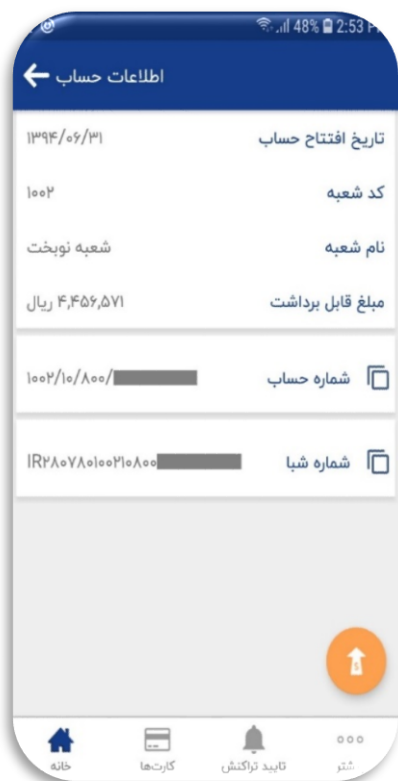 48% 2:53
اطلاعات حساب
تاریخ افتتاح حساب ۱۳۹۴/۰۶/۳۱
کد شعبه ۱۰۰۲
نام شعبه شعبه نوبخت
مبلغ قابل برداشت ۴,۴۵۶,۵۷۱ ریال
شماره حساب ۱۰۰۲/۱۰/۸۰۰/
شماره شبا IR۲۸۰۷۸۰۱۰۰۲۱۰۸۰۰
خانه کارت‌ها تایید تراکنش